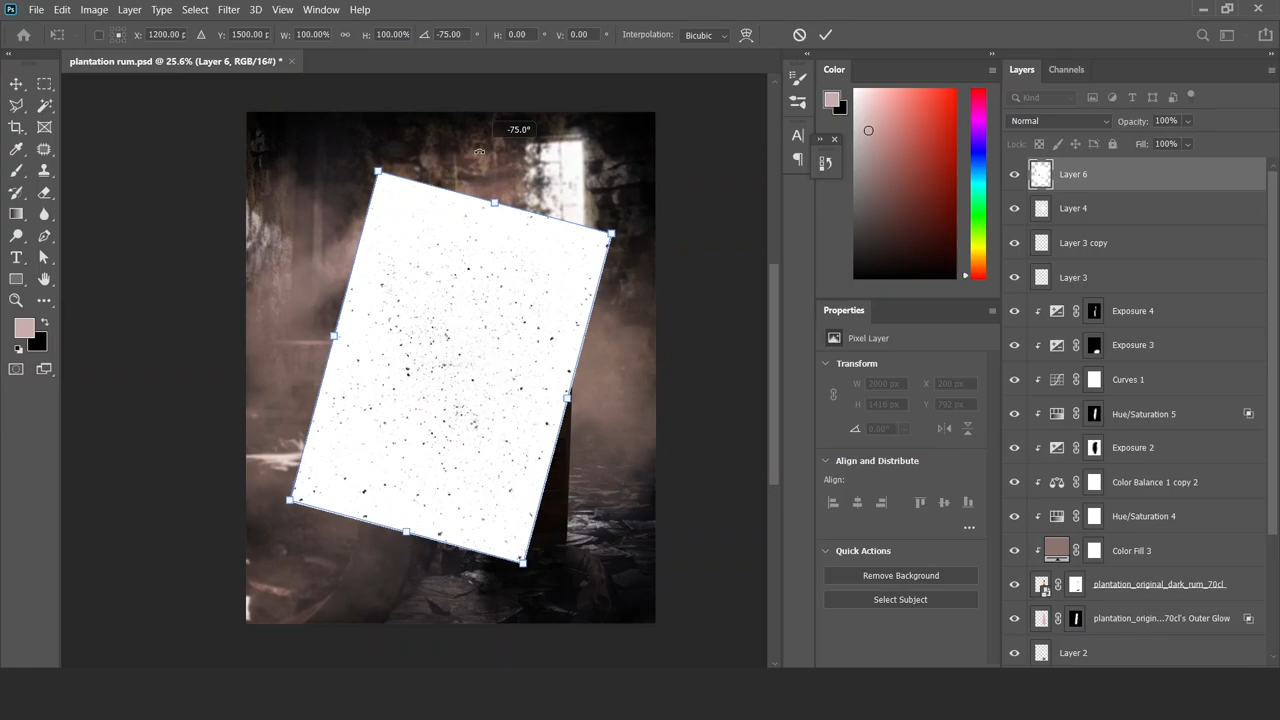 Ps File Edit Image Layer Type Select Filter 3D View Window Help
X: 1200.00 p Y: 1500.00 p W: 100.00% H: 100.00% -75.00 ° H: 0.00 ° V: 0.00 ° Interpolation: Bicubic
plantation rum.psd @ 25.6% (Layer 6, RGB/16#) *
-75.0°
Color
Properties
Pixel Layer
Transform
W 2000 px X 200 px
H 1416 px Y 792 px
0.00°
Align and Distribute
Align:
Quick Actions
Remove Background
Select Subject
Layers Channels
Kind
Normal Opacity: 100%
Lock: Fill: 100%
Layer 6
Layer 4
Layer 3 copy
Layer 3
Exposure 4
Exposure 3
Curves 1
Hue/Saturation 5
Exposure 2
Color Balance 1 copy 2
Hue/Saturation 4
Color Fill 3
plantation_original_dark_rum_70cl
plantation_origin...70cl's Outer Glow
Layer 2